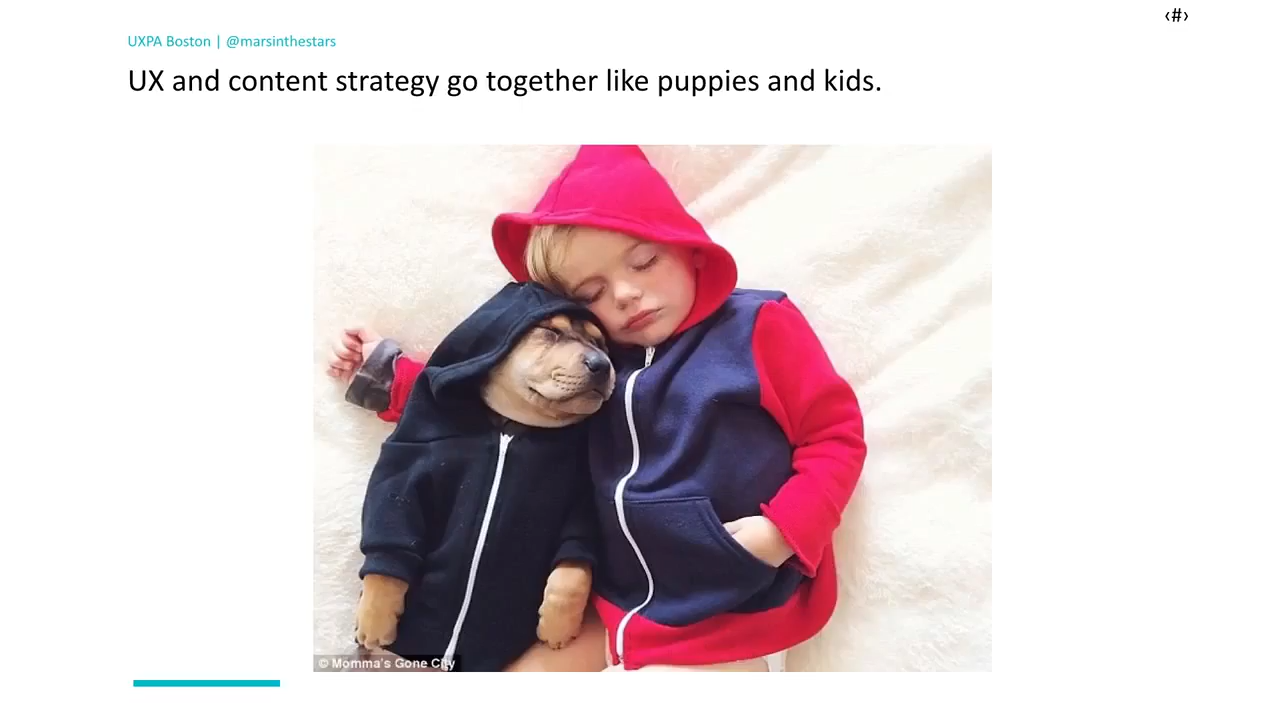 ‹#›
UXPA Boston | @marsinthestars
UX and content strategy go together like puppies and kids.
© Momma's Gone City